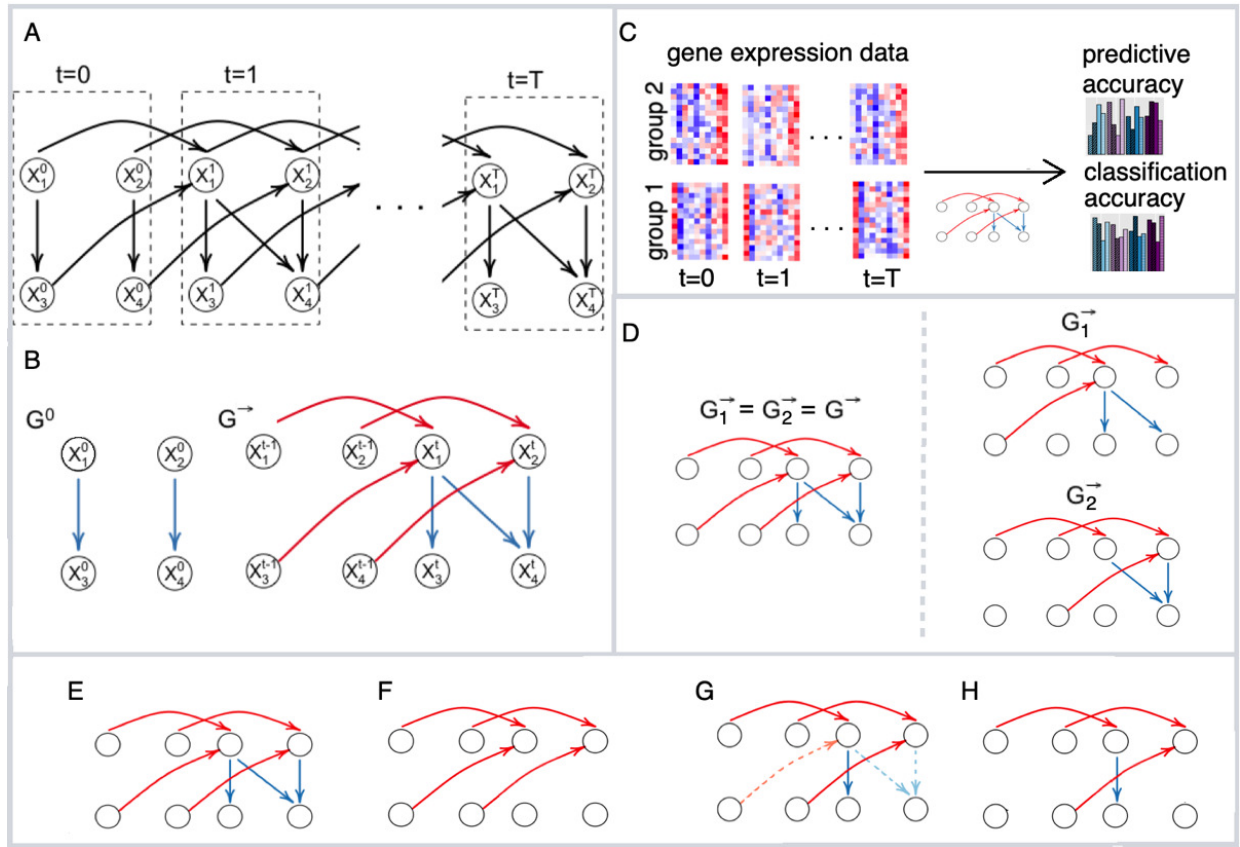 A
t=0 t=1 t=T
X₁⁰ X₂⁰ X₁¹ X₂¹ X₁ᵀ X₂ᵀ
. . .
X₃⁰ X₄⁰ X₃¹ X₄¹ X₃ᵀ X₄ᵀ
B
G⁰ G→
X₁⁰ X₂⁰ X₁ᵗ⁻¹ X₂ᵗ⁻¹ X₁ᵗ X₂ᵗ
X₃⁰ X₄⁰ X₃ᵗ⁻¹ X₄ᵗ⁻¹ X₃ᵗ X₄ᵗ
C
gene expression data
group 2
. . .
group 1
. . .
t=0 t=1 t=T
predictive
accuracy
classification
accuracy
D
G₁→ = G₂→ = G→
G₁→
G₂→
E F G H